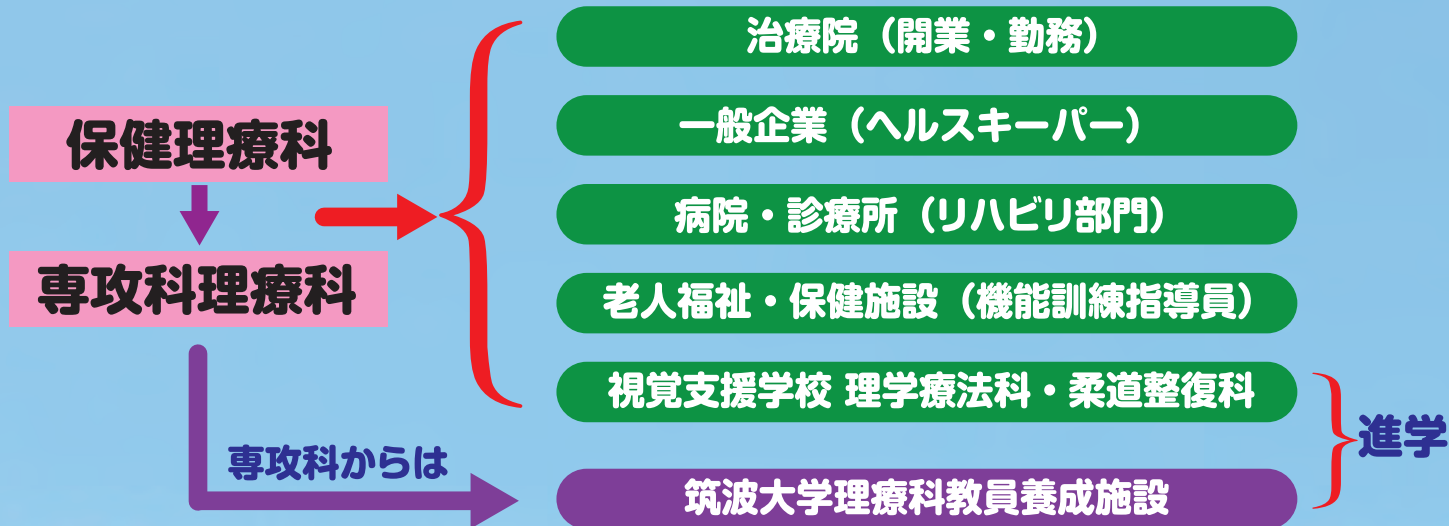 保健理療科
専攻科理療科
治療院（開業・勤務）
一般企業（ヘルスキーパー）
病院・診療所（リハビリ部門）
老人福祉・保健施設（機能訓練指導員）
視覚支援学校 理学療法科・柔道整復科
専攻科からは
筑波大学理療科教員養成施設
進学